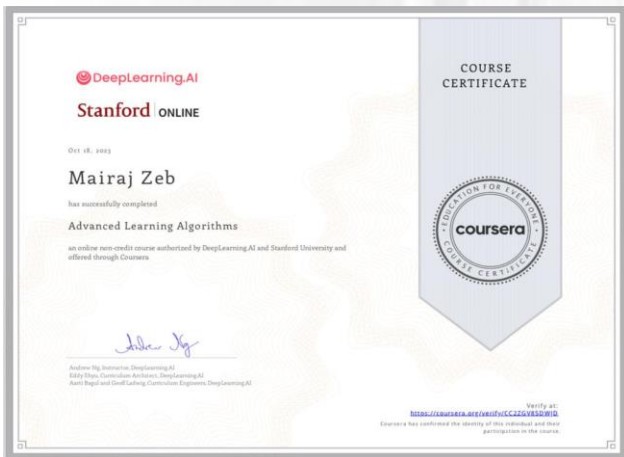 DeepLearning.AI
Stanford ONLINE
Oct 18, 2023
Mairaj Zeb
has successfully completed
Advanced Learning Algorithms
an online non-credit course authorized by DeepLearning.AI and Stanford University and
offered through Coursera
Andrew Ng
Andrew Ng, Instructor, DeepLearning.AI
Eddy Shyu, Curriculum Architect, DeepLearning.AI
Aarti Bagul and Geoff Ladwig, Curriculum Engineers, DeepLearning.AI
COURSE
CERTIFICATE
EDUCATION FOR EVERYONE
coursera
COURSE CERTIFICATE
Verify at:
Coursera has confirmed the identity of this individual and their
participation in the course.